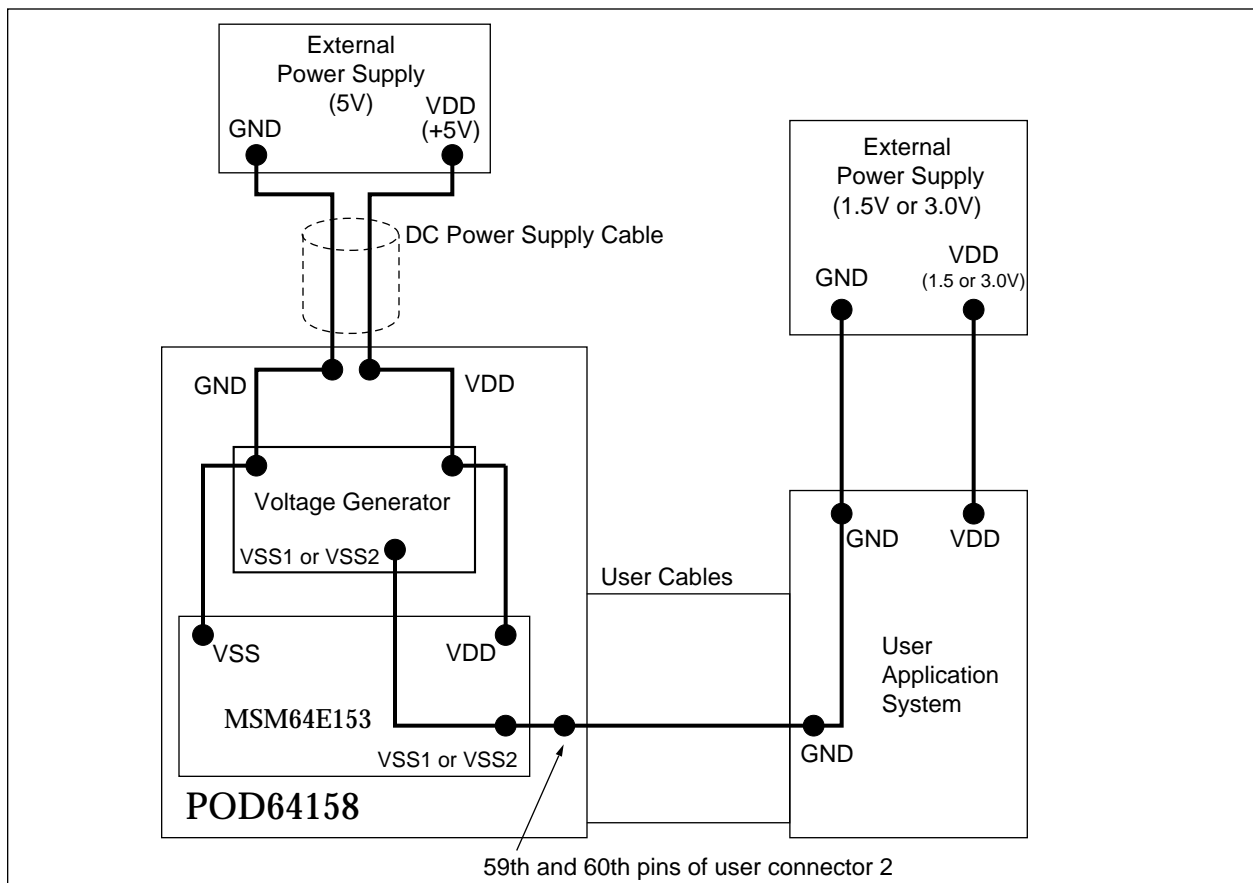 External
Power Supply
(5V)
GND
VDD
(+5V)
External
Power Supply
(1.5V or 3.0V)
GND
VDD
(1.5 or 3.0V)
DC Power Supply Cable
GND
VDD
Voltage Generator
VSS1 or VSS2
VSS
VDD
MSM64E153
VSS1 or VSS2
POD64158
User Cables
GND
VDD
User
Application
System
GND
59th and 60th pins of user connector 2